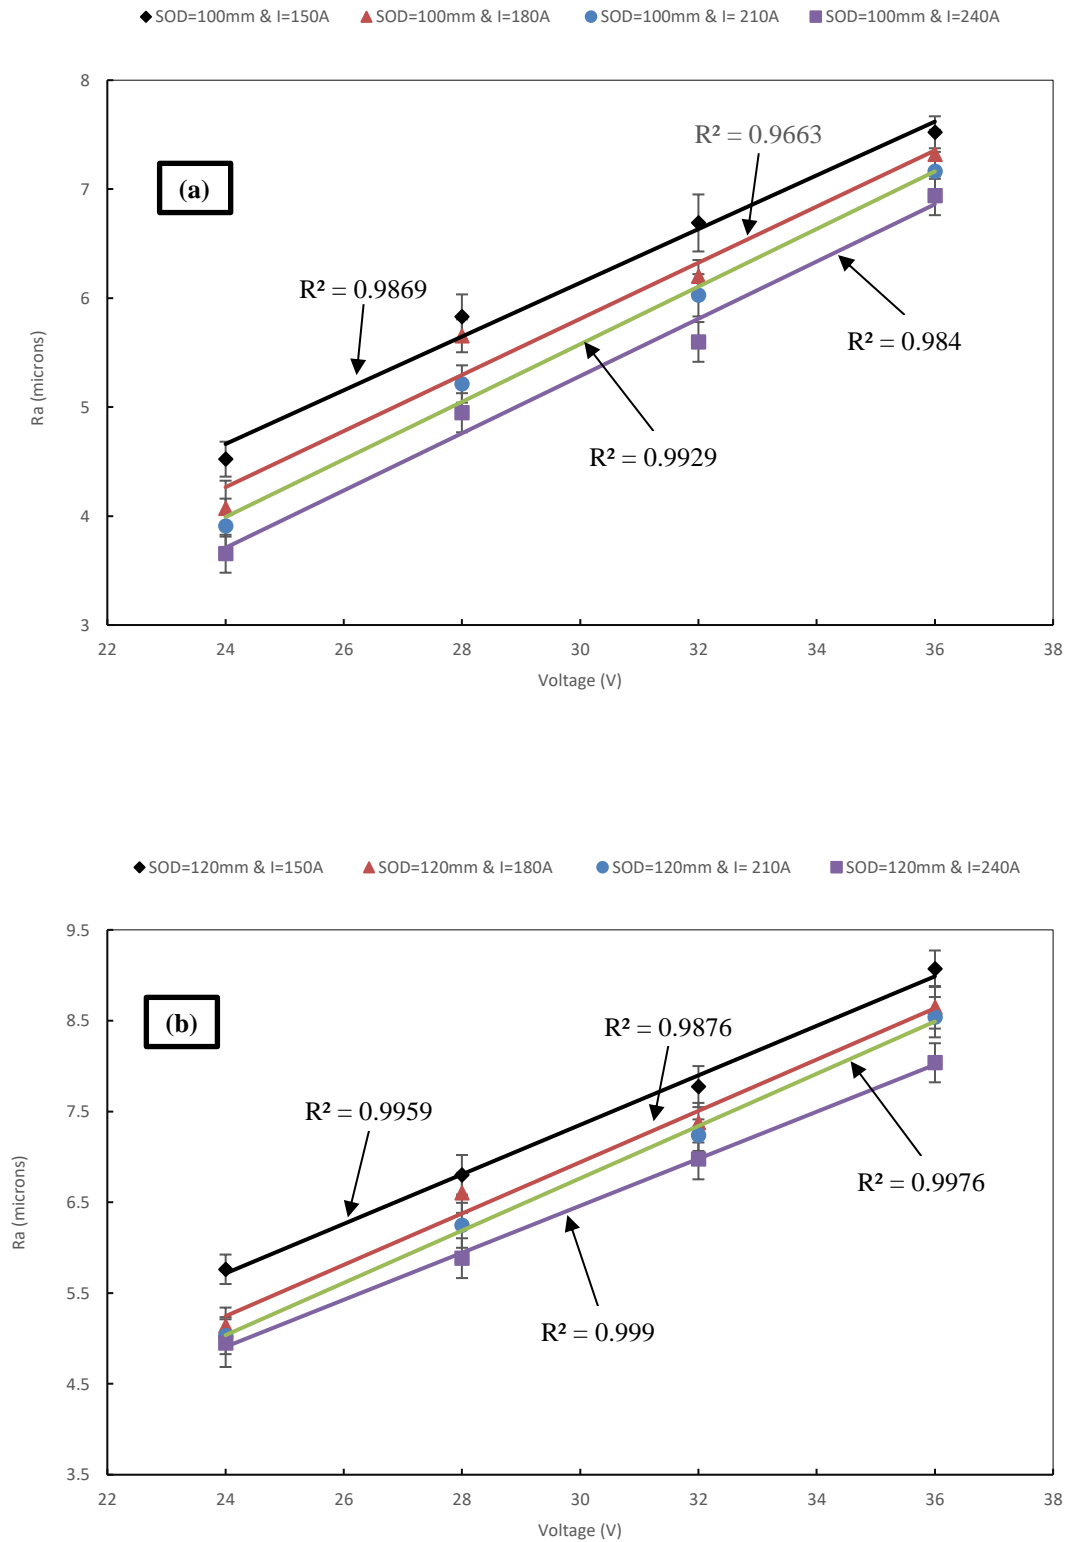 SOD=100mm & I=150A SOD=100mm & I=180A SOD=100mm & I= 210A SOD=100mm & I=240A
8
R² = 0.9663
(a)
7
R² = 0.9869
6
R² = 0.984
5
R² = 0.9929
4
3
Ra (microns)
22 24 26 28 30 32 34 36 38
Voltage (V)
SOD=120mm & I=150A SOD=120mm & I=180A SOD=120mm & I= 210A SOD=120mm & I=240A
9.5
(b)
8.5
R² = 0.9876
7.5
R² = 0.9959
R² = 0.9976
6.5
5.5
R² = 0.999
4.5
3.5
Ra (microns)
22 24 26 28 30 32 34 36 38
Voltage (V)